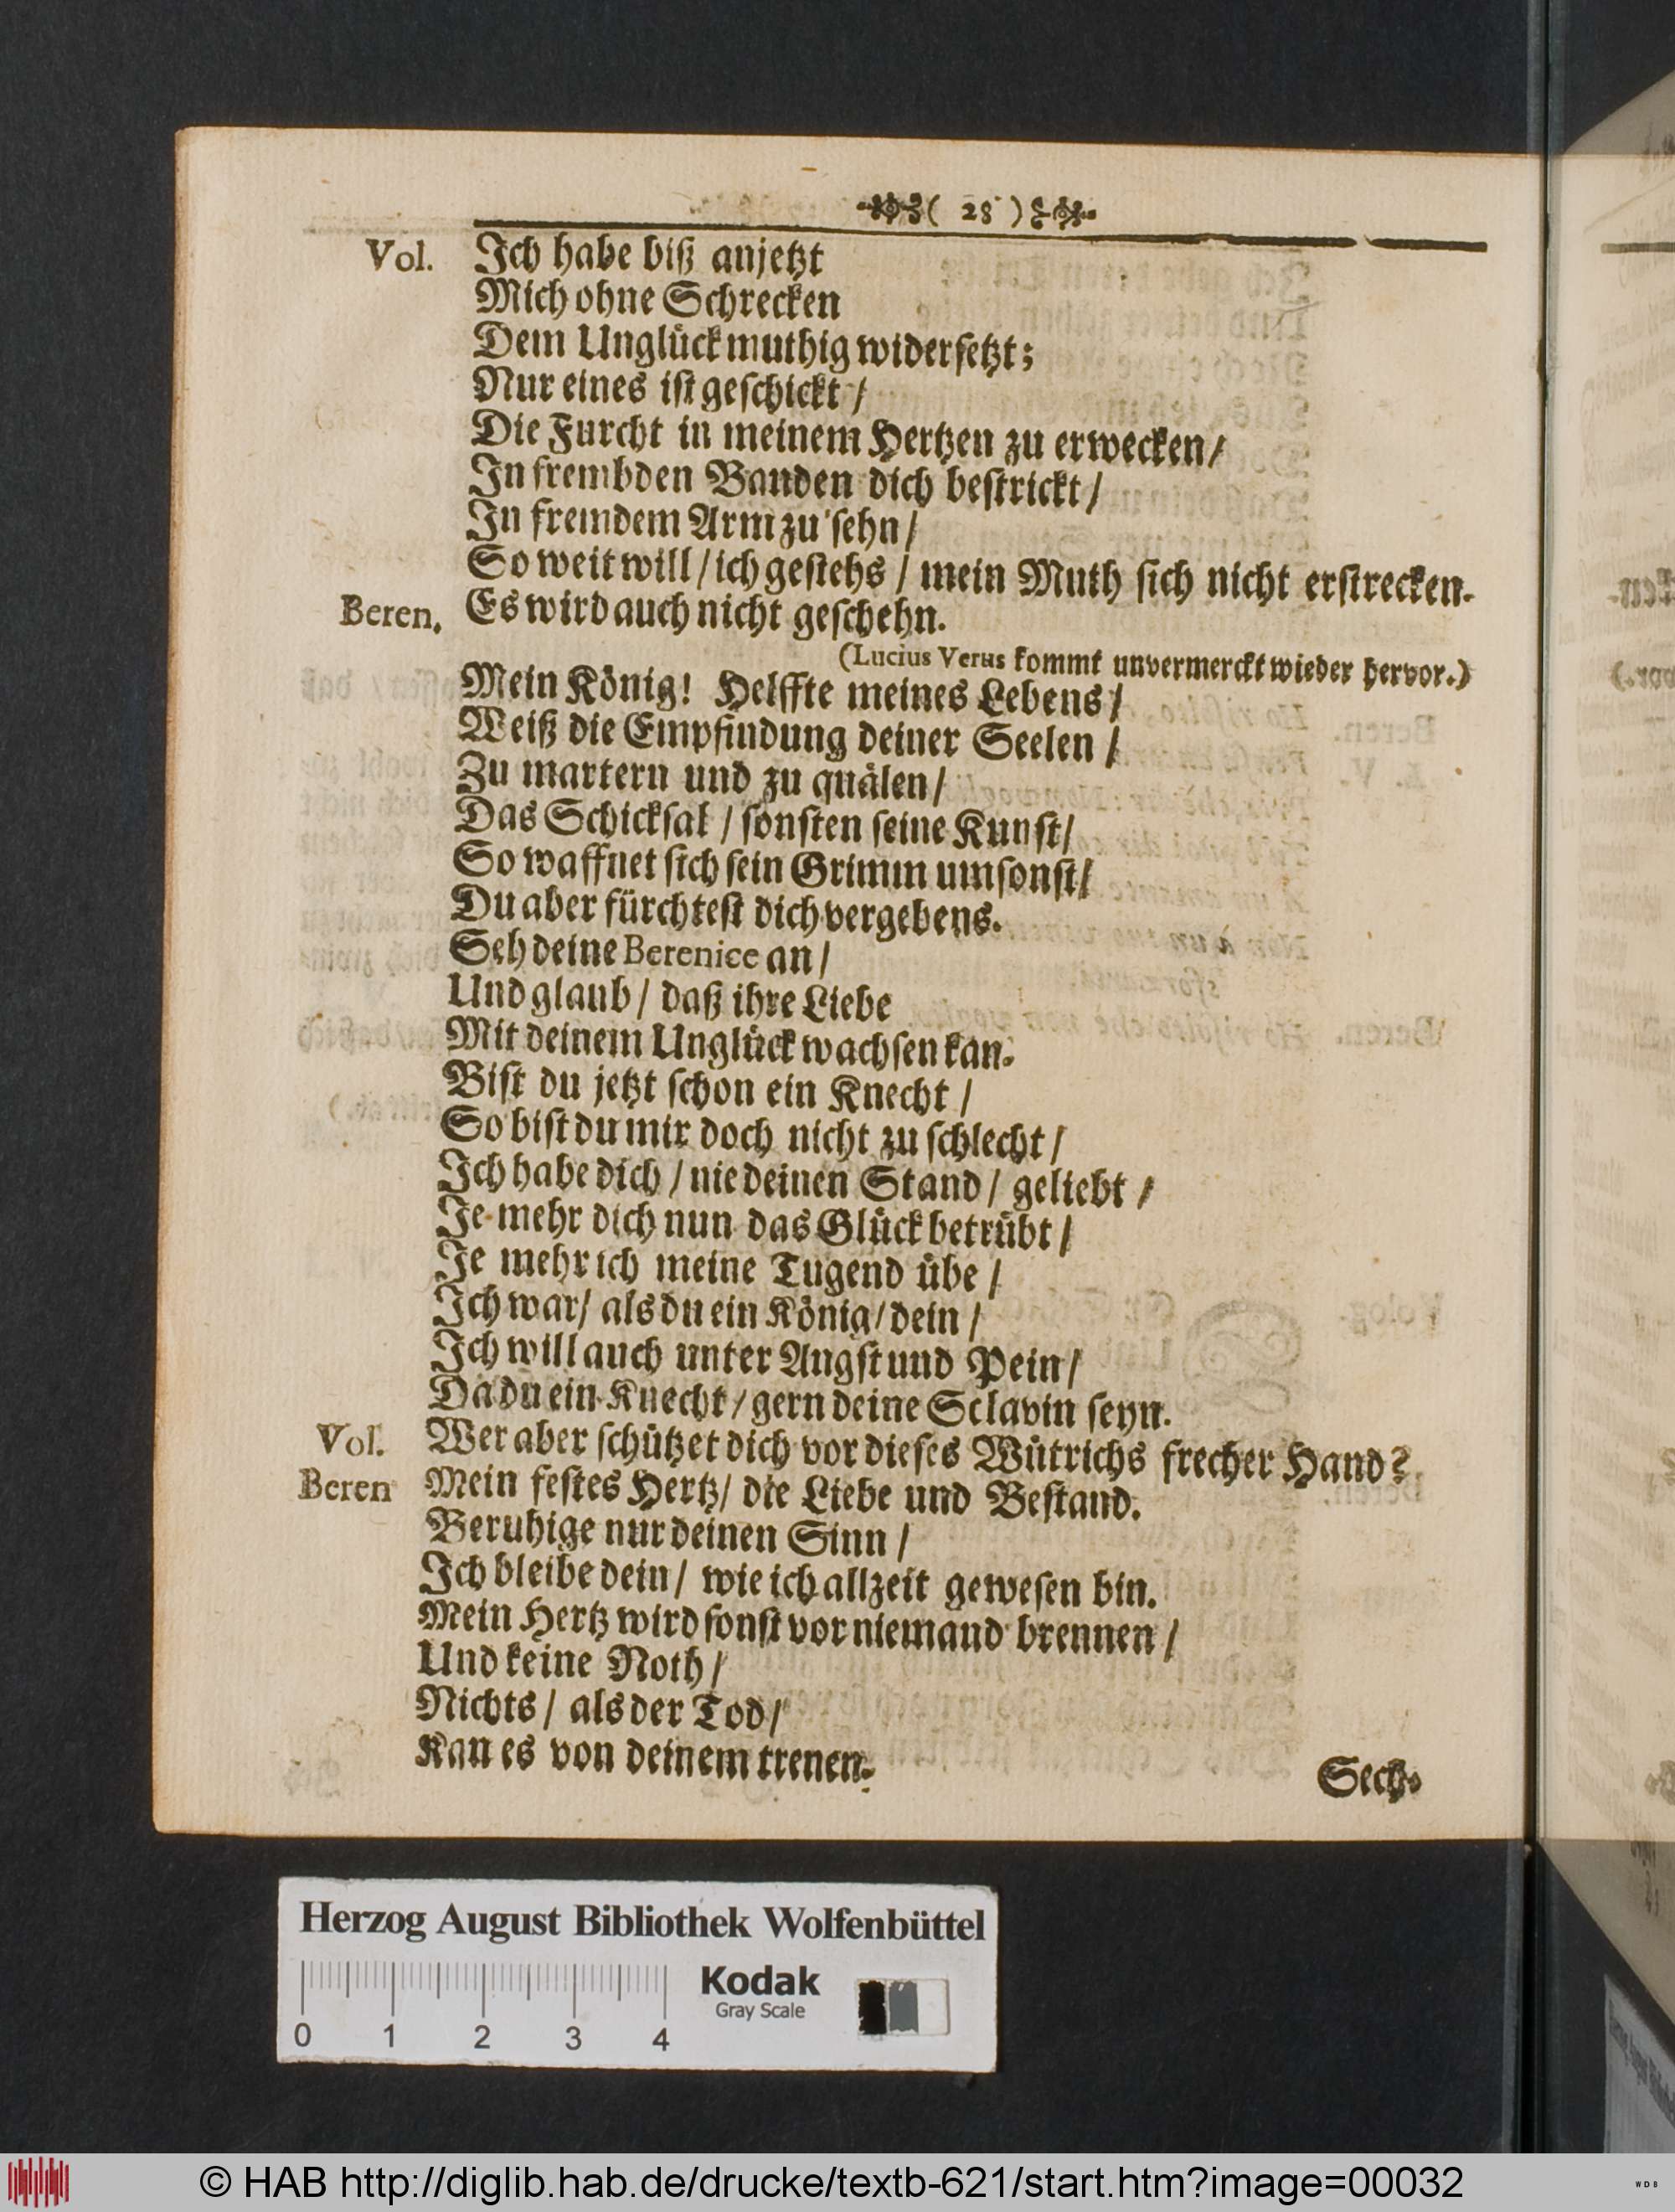 ( 28 )
Vol. Ich habe biß anjetzt
Mich ohne Schrecken
Dem Unglück muthig widersetzt;
Nur eines ist geschickt /
Die Furcht in meinem Hertzen zu erwecken /
In frembden Banden dich bestrickt /
In fremdem Arm zu sehn /
So weit will / ich gestehs / mein Muth sich nicht erstrecken.
Beren. Es wird auch nicht geschehn.
(Lucius Verus kommt unvermerckt wieder hervor.)
Mein König! Helffte meines Lebens /
Weiß die Empfindung deiner Seelen /
Zu martern und zu quälen /
Das Schicksal / sonsten seine Kunst /
So waffnet sich sein Grimm umsonst /
Du aber fürchtest dich vergebens.
Seh deine Berenice an /
Und glaub / daß ihre Liebe
Mit deinem Unglück wachsen kan.
Bist du jetzt schon ein Knecht /
So bist du mir doch nicht zu schlecht /
Ich habe dich / nie deinen Stand / geliebt /
Je mehr dich nun das Glück betrübt /
Je mehr ich meine Tugend übe /
Ich war / als du ein König / dein /
Ich will auch unter Angst und Pein /
Da du ein Knecht / gern deine Sclavin seyn.
Vol. Wer aber schützet dich vor dieses Wütrichs frecher Hand?
Beren Mein festes Hertz / die Liebe und Bestand.
Beruhige nur deinen Sinn /
Ich bleibe dein / wie ich allzeit gewesen bin.
Mein Hertz wird sonst vor niemand brennen /
Und keine Noth /
Nichts / als der Tod /
Kan es von deinem trenen.
Sech-
Herzog August Bibliothek Wolfenbüttel
Kodak
Gray Scale
0 1 2 3 4
© HAB http://diglib.hab.de/drucke/textb-621/start.htm?image=00032
WDB